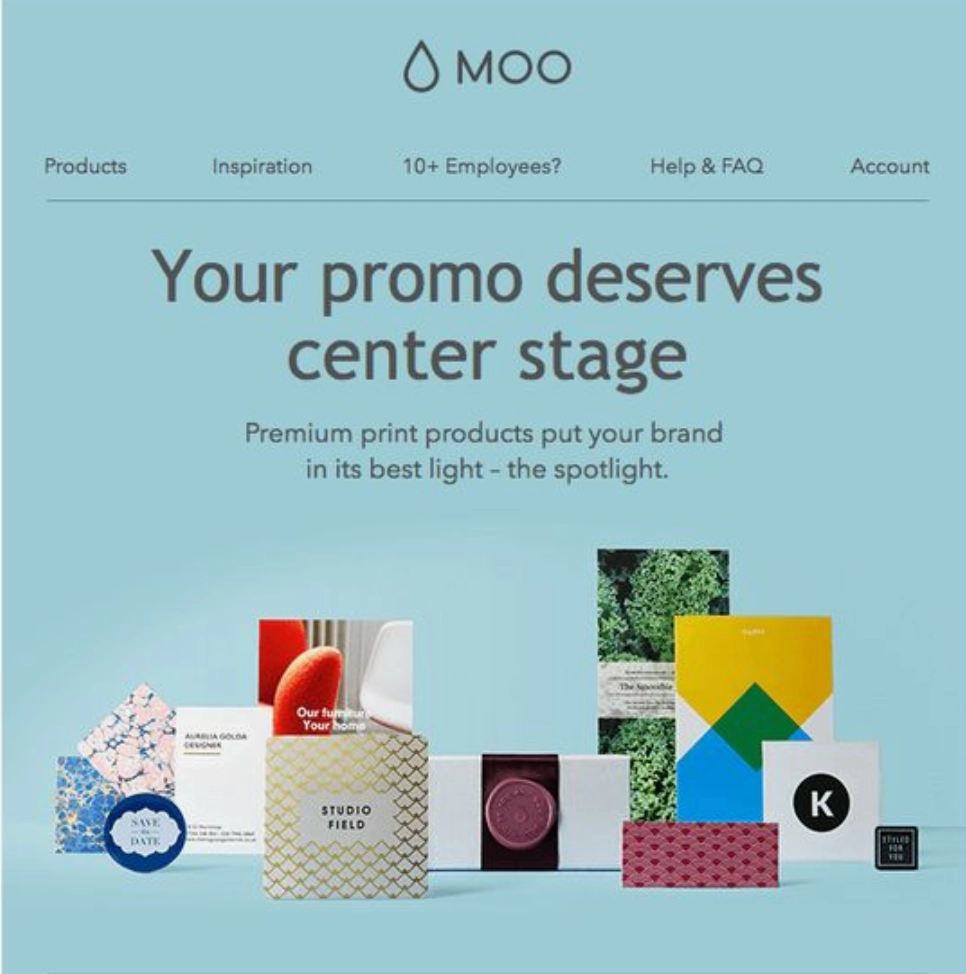 MOO
Products Inspiration 10+ Employees? Help & FAQ Account
Your promo deserves
center stage
Premium print products put your brand
in its best light – the spotlight.
The Smoothie
Our furniture
Your home
AURELIA GOLDA
DESIGNER
STUDIO
FIELD
SAVE
the
DATE
K
STYLED
FOR
YOU